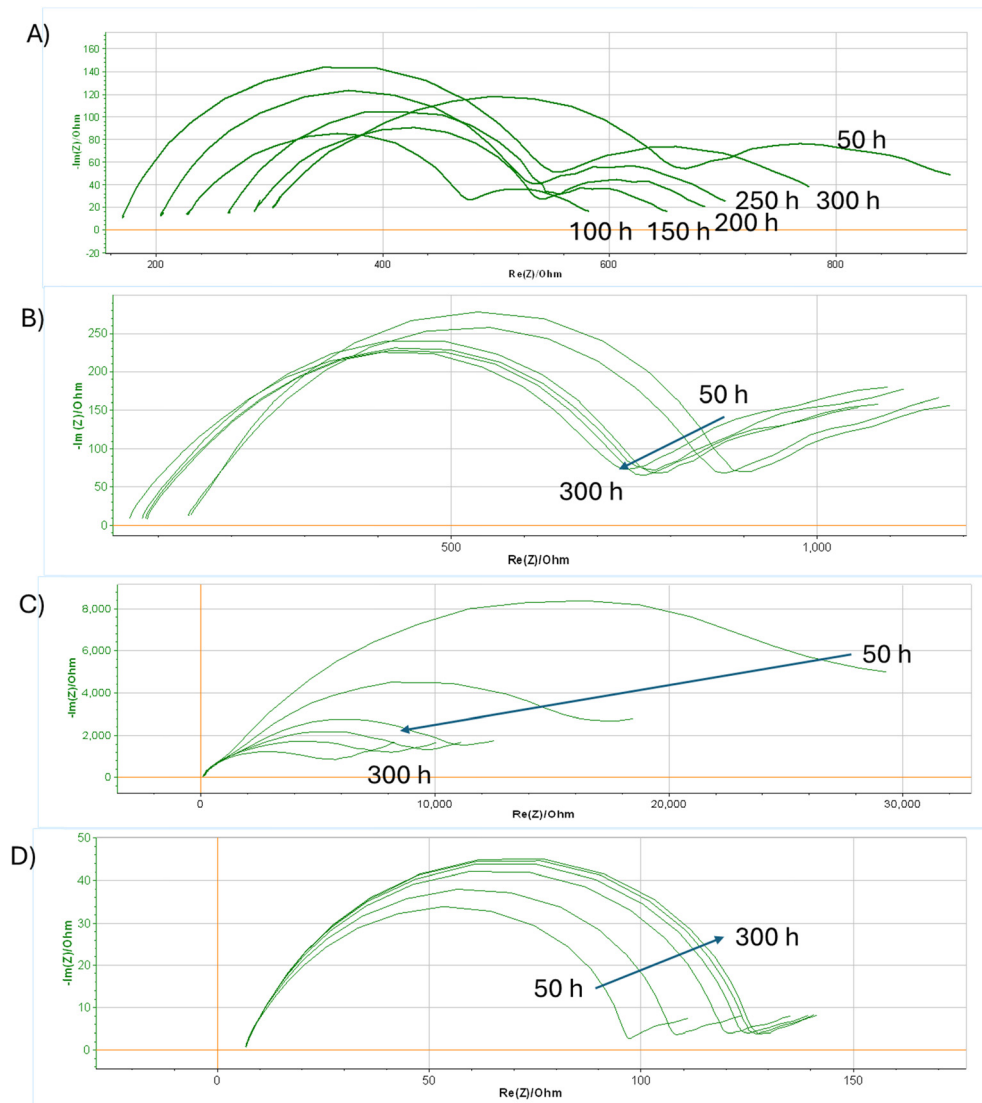 A)
-Im(Z)/Ohm
160
140
120
100
80
60
40
20
0
-20
50 h
250 h 300 h
100 h 150 h 200 h
200 400 600 800
Re(Z)/Ohm
B)
-Im (Z)/Ohm
250
200
150
100
50
0
50 h
300 h
500 1,000
Re(Z)/Ohm
C)
-Im(Z)/Ohm
8,000
6,000
4,000
2,000
0
50 h
300 h
0 10,000 20,000 30,000
Re(Z)/Ohm
D)
-Im(Z)/Ohm
50
40
30
20
10
0
300 h
50 h
0 50 100 150
Re(Z)/Ohm